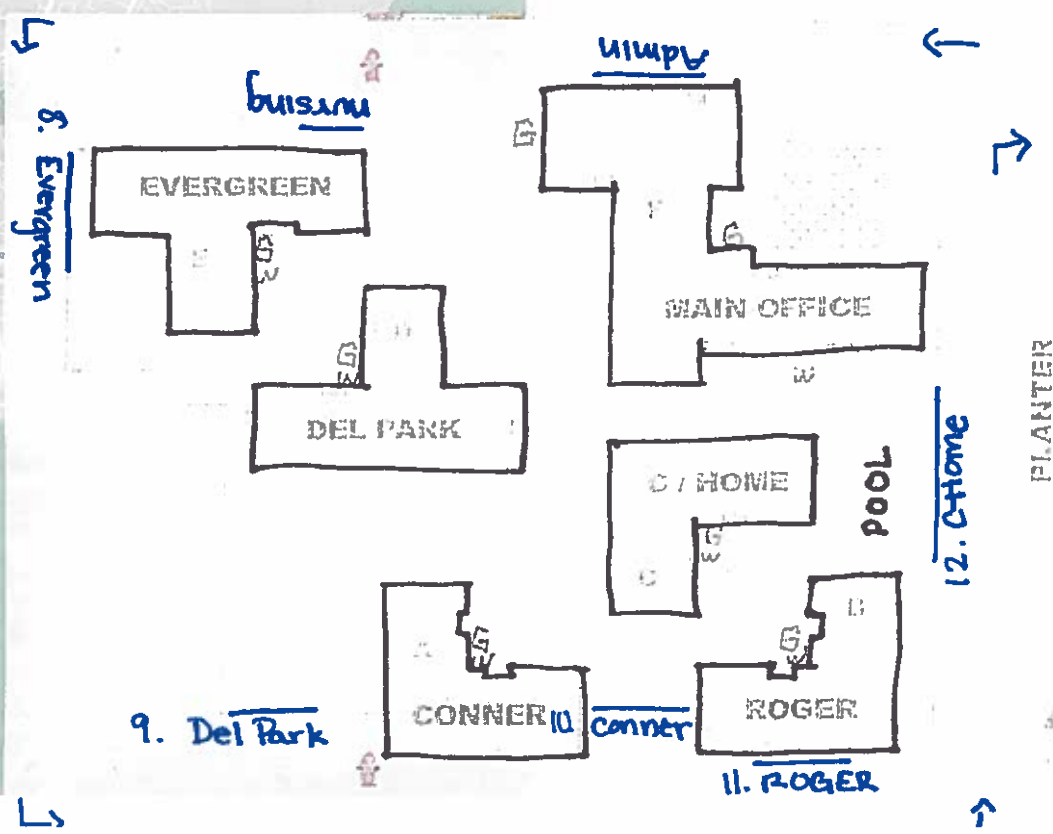 Admin
nursing
G
8. Evergreen
EVERGREEN
E
G
W
F
G
MAIN OFFICE
W
D
G
W
DEL PARK
PLANTER
C / HOME
C
G
W
POOL
12. C Home
A
G
W
CONNER
B
G
W
ROGER
9. Del Park
10 Conner
11. ROGER